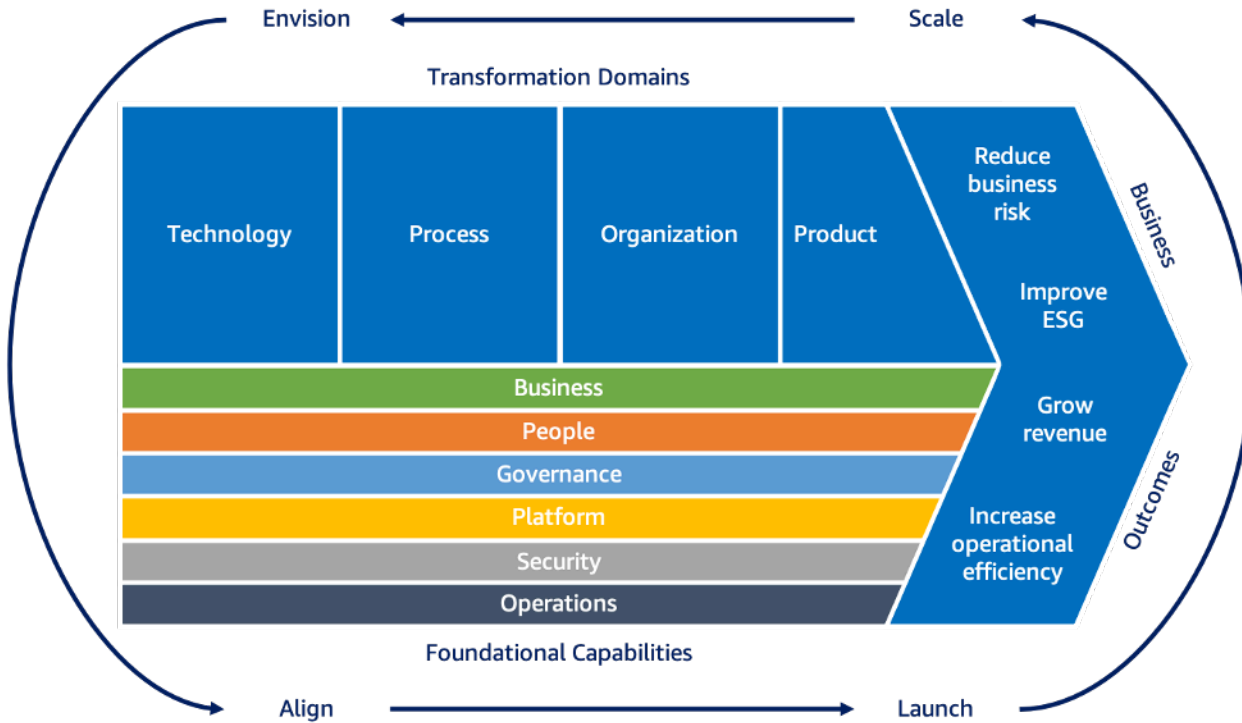 Envision
Scale
Transformation Domains
Technology
Process
Organization
Product
Reduce
business
risk
Improve
ESG
Grow
revenue
Increase
operational
efficiency
Business
Outcomes
Business
People
Governance
Platform
Security
Operations
Foundational Capabilities
Align
Launch